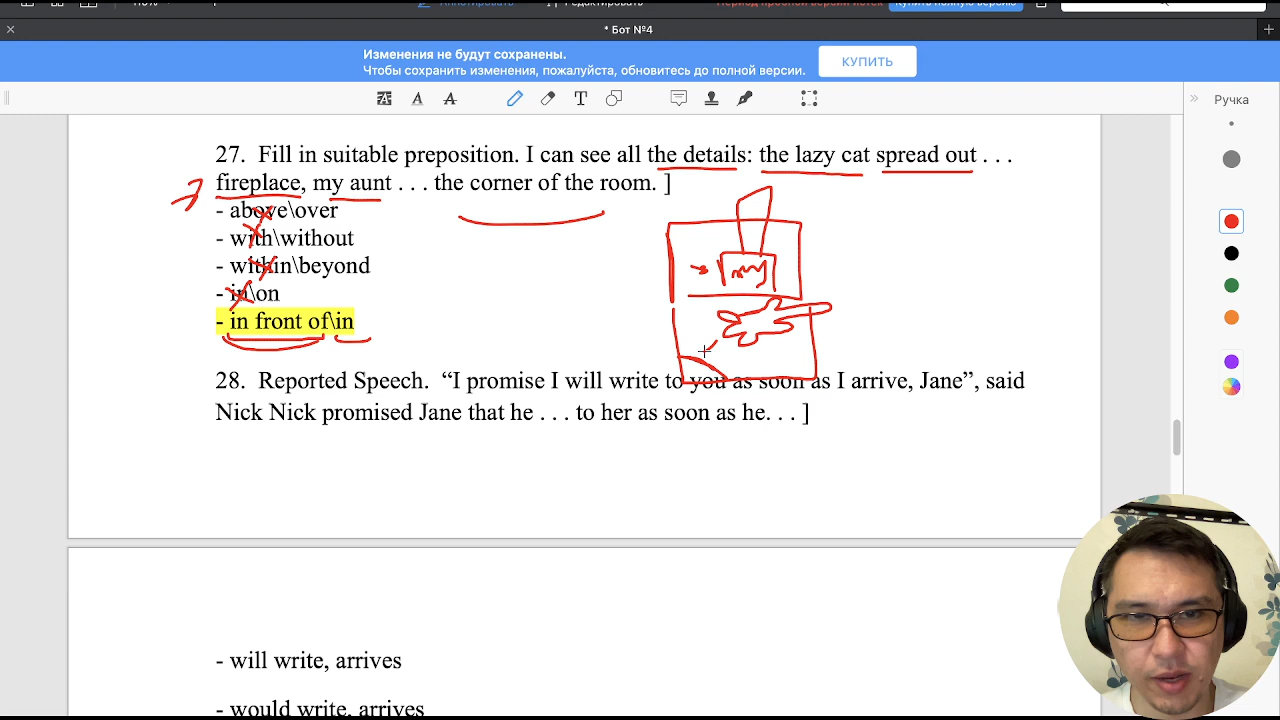 * Бот №4
Изменения не будут сохранены.
Чтобы сохранить изменения, пожалуйста, обновитесь до полной версии.
КУПИТЬ
Ручка
27. Fill in suitable preposition. I can see all the details: the lazy cat spread out . . .
fireplace, my aunt . . . the corner of the room. ]
- above\over
- with\without
- within\beyond
- in\on
- in front of\in
28. Reported Speech. “I promise I will write to you as soon as I arrive, Jane”, said
Nick Nick promised Jane that he . . . to her as soon as he. . . ]
- will write, arrives
- would write, arrives